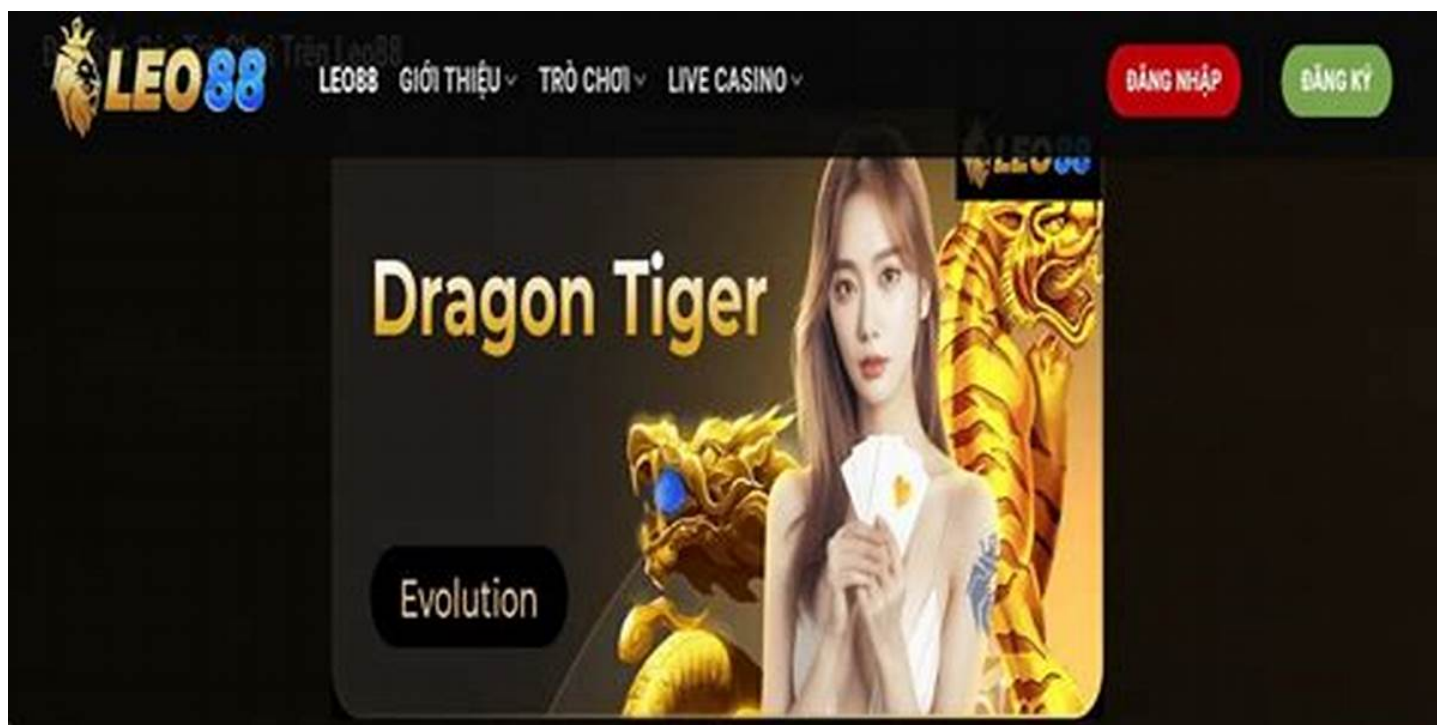 LEO88
LEO88 GIỚI THIỆU TRÒ CHƠI LIVE CASINO
ĐĂNG NHẬP
ĐĂNG KÝ
LEO88
Dragon Tiger
Evolution